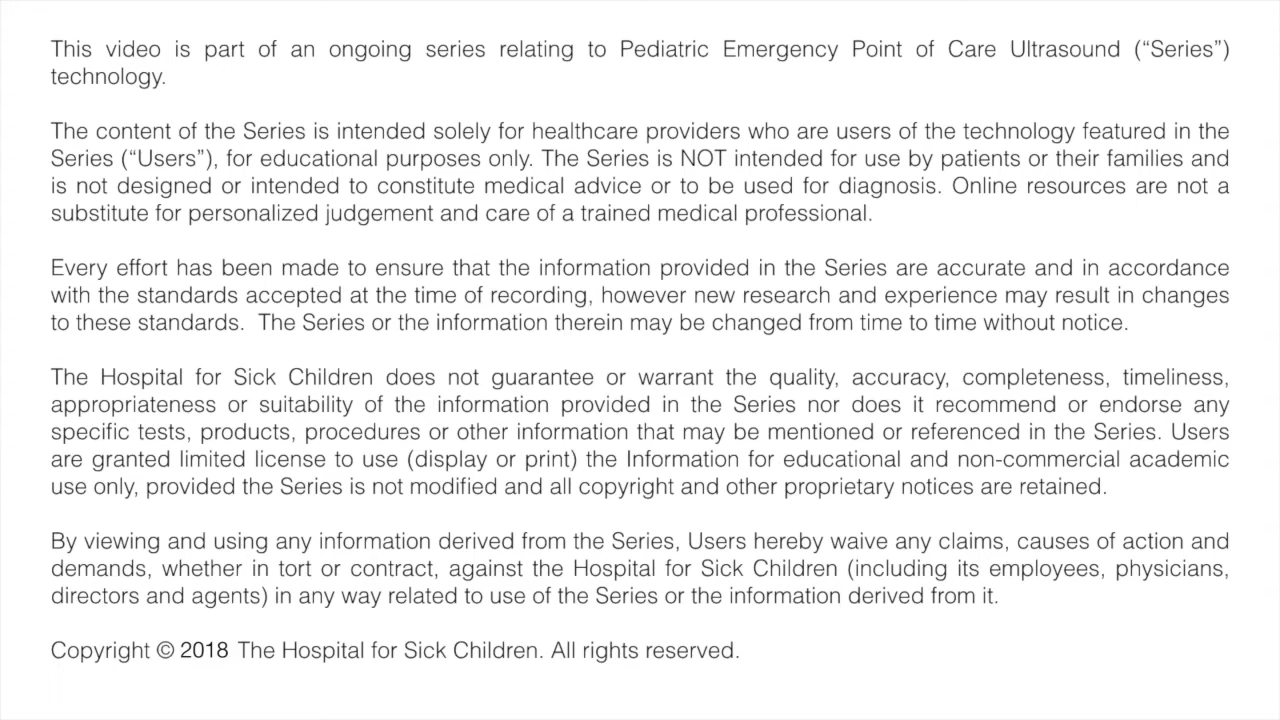 This video is part of an ongoing series relating to Pediatric Emergency Point of Care Ultrasound (“Series”)
technology.
The content of the Series is intended solely for healthcare providers who are users of the technology featured in the
Series (“Users”), for educational purposes only. The Series is NOT intended for use by patients or their families and
is not designed or intended to constitute medical advice or to be used for diagnosis. Online resources are not a
substitute for personalized judgement and care of a trained medical professional.
Every effort has been made to ensure that the information provided in the Series are accurate and in accordance
with the standards accepted at the time of recording, however new research and experience may result in changes
to these standards.  The Series or the information therein may be changed from time to time without notice.
The Hospital for Sick Children does not guarantee or warrant the quality, accuracy, completeness, timeliness,
appropriateness or suitability of the information provided in the Series nor does it recommend or endorse any
specific tests, products, procedures or other information that may be mentioned or referenced in the Series. Users
are granted limited license to use (display or print) the Information for educational and non-commercial academic
use only, provided the Series is not modified and all copyright and other proprietary notices are retained.
By viewing and using any information derived from the Series, Users hereby waive any claims, causes of action and
demands, whether in tort or contract, against the Hospital for Sick Children (including its employees, physicians,
directors and agents) in any way related to use of the Series or the information derived from it.
Copyright © 2018 The Hospital for Sick Children. All rights reserved.